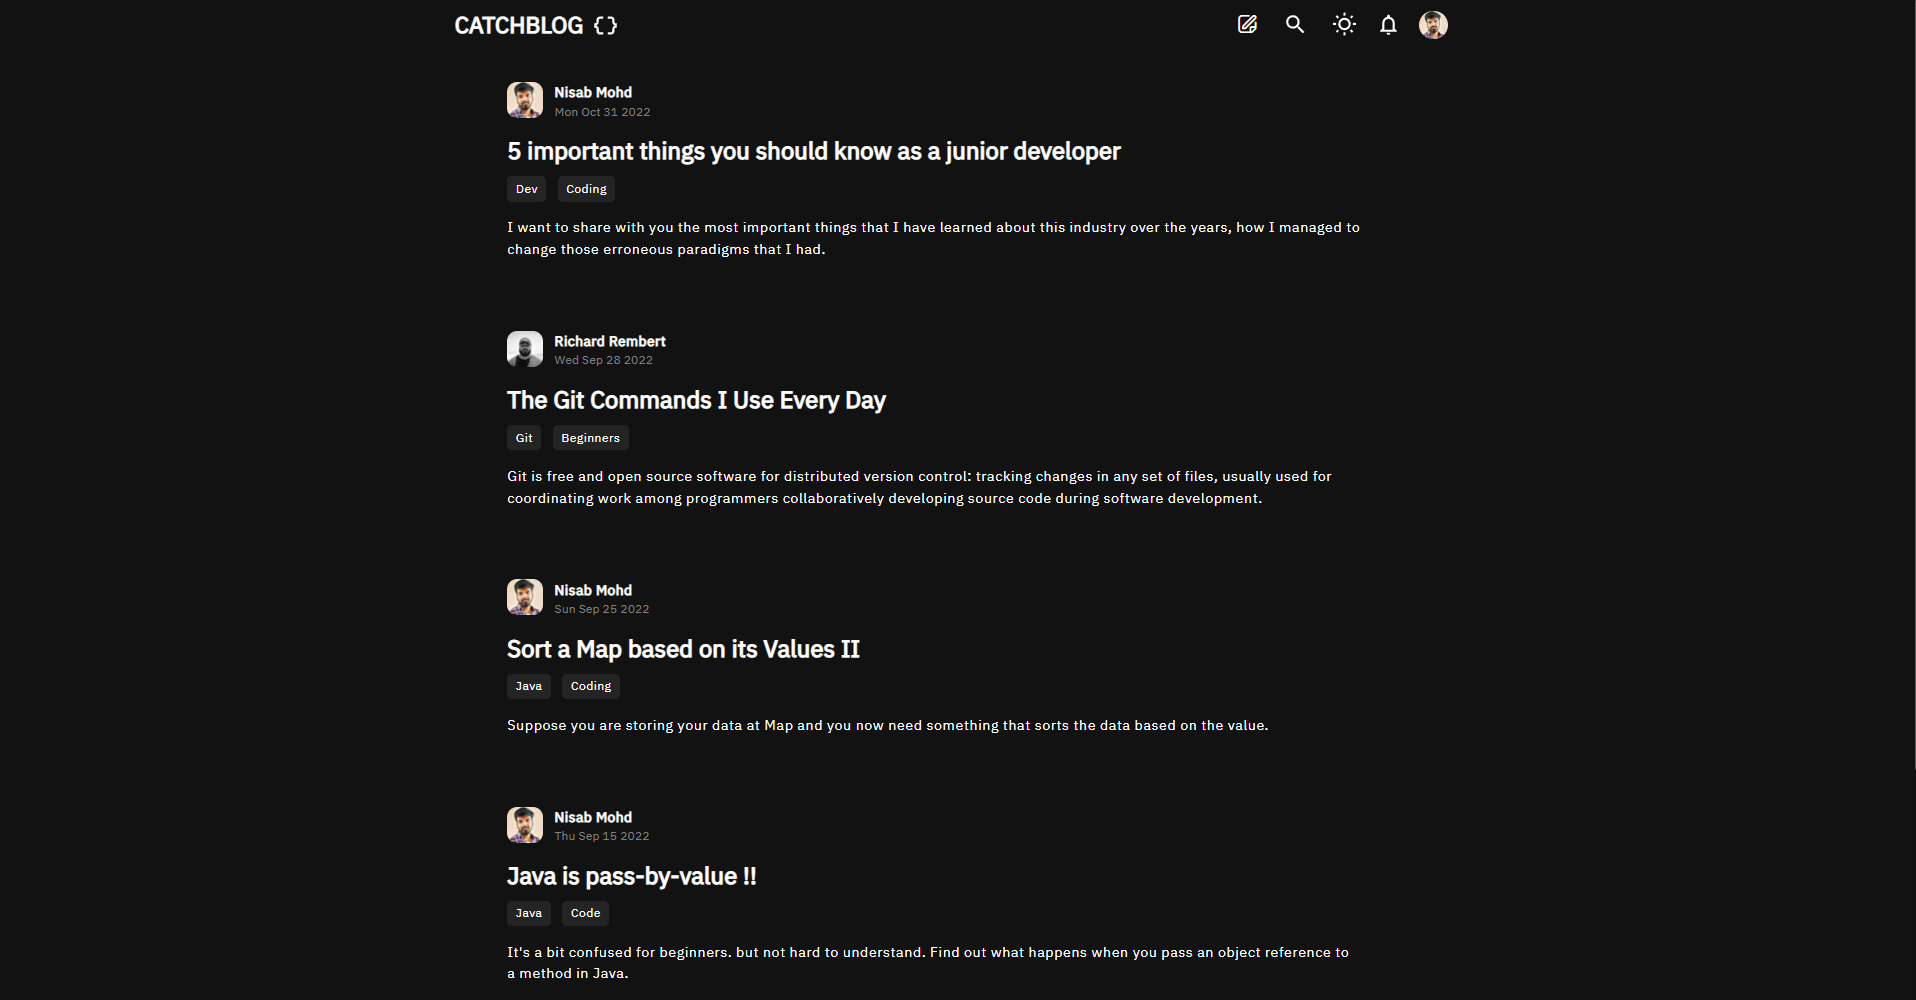 CATCHBLOG {}
Nisab Mohd
Mon Oct 31 2022
5 important things you should know as a junior developer
Dev Coding
I want to share with you the most important things that I have learned about this industry over the years, how I managed to
change those erroneous paradigms that I had.
Richard Rembert
Wed Sep 28 2022
The Git Commands I Use Every Day
Git Beginners
Git is free and open source software for distributed version control: tracking changes in any set of files, usually used for
coordinating work among programmers collaboratively developing source code during software development.
Nisab Mohd
Sun Sep 25 2022
Sort a Map based on its Values II
Java Coding
Suppose you are storing your data at Map and you now need something that sorts the data based on the value.
Nisab Mohd
Thu Sep 15 2022
Java is pass-by-value !!
Java Code
It's a bit confused for beginners. but not hard to understand. Find out what happens when you pass an object reference to
a method in Java.